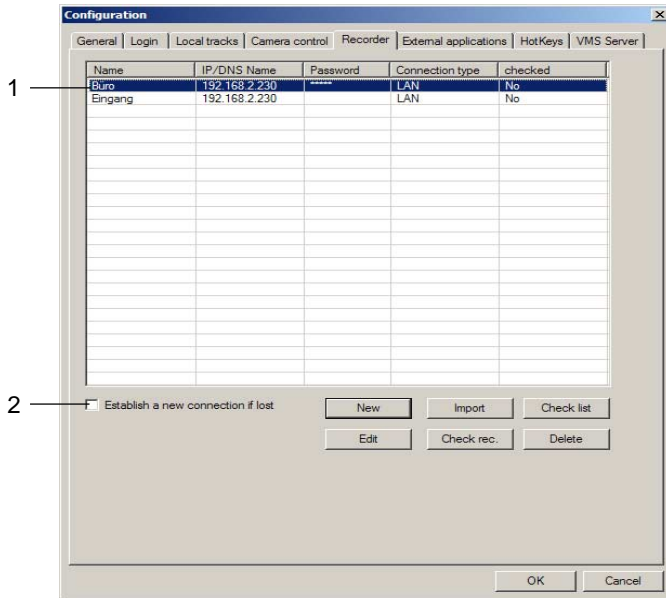 Configuration
General Login Local tracks Camera control Recorder External applications HotKeys VMS Server
Name IP/DNS Name Password Connection type checked
1 Büro 192.168.2.230 ***** LAN No
Eingang 192.168.2.230 LAN No
2 Establish a new connection if lost New Import Check list
Edit Check rec. Delete
OK Cancel